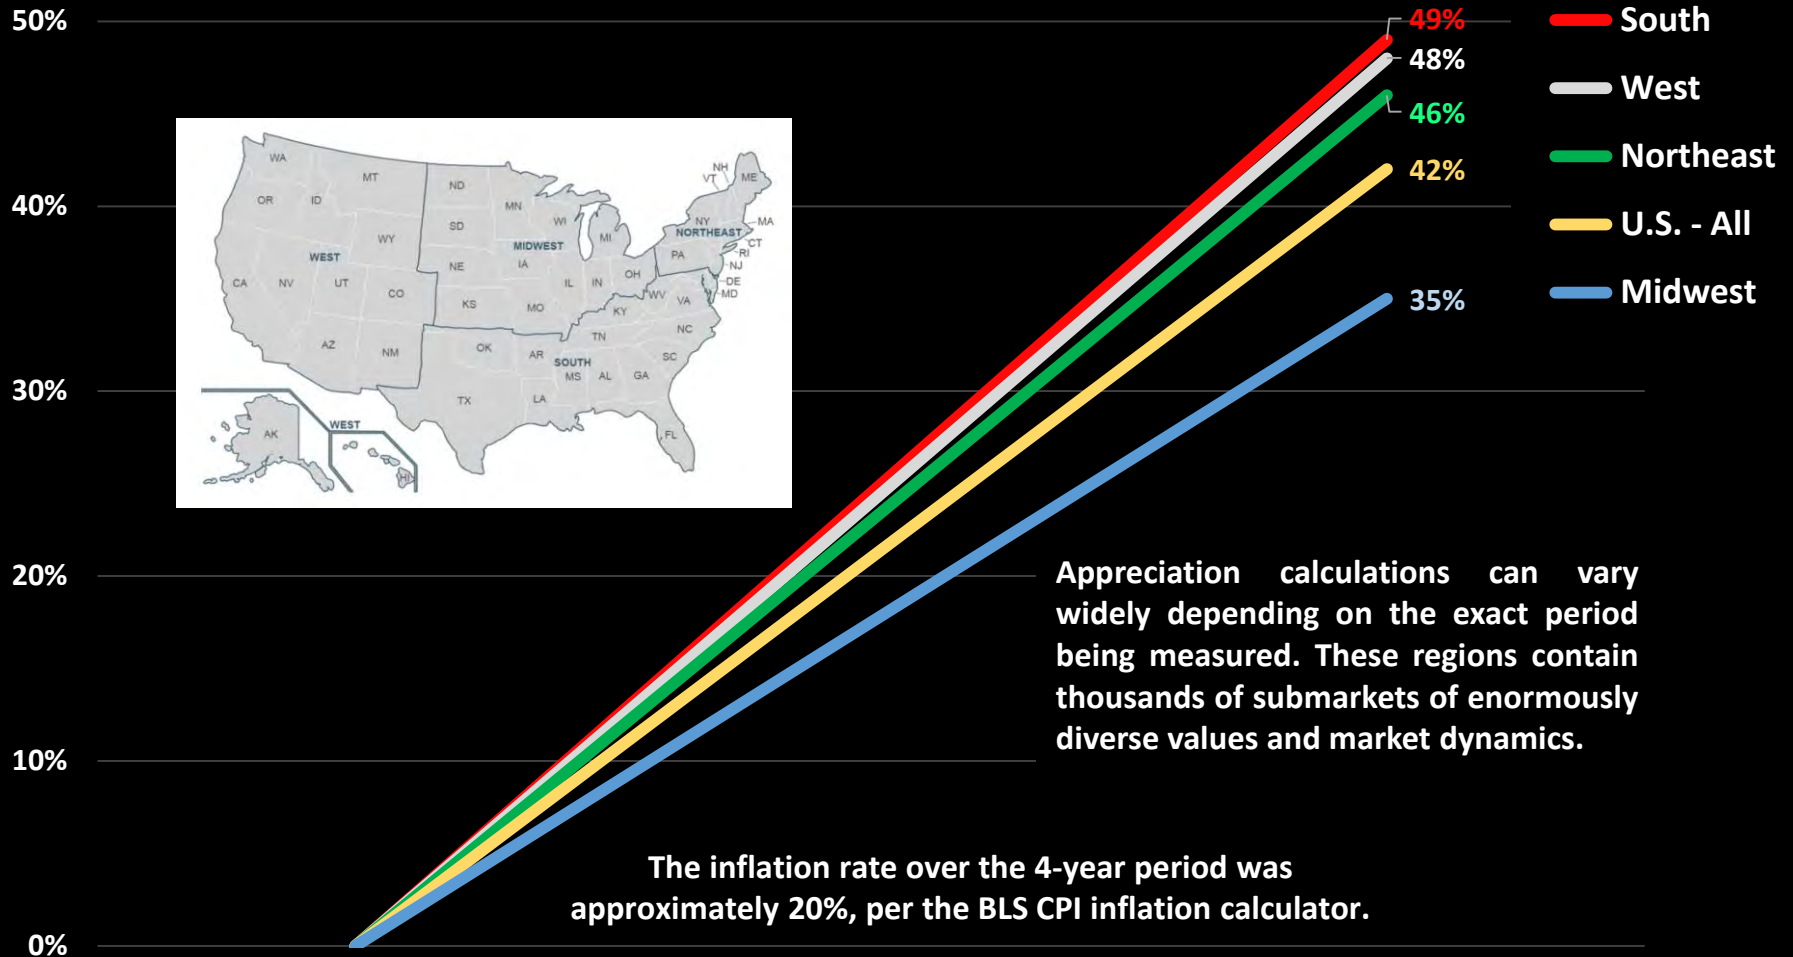 50%
40%
30%
20%
10%
0%
49%
48%
46%
42%
35%
South
West
Northeast
U.S. - All
Midwest
WA
MT
ND
MN
NH
VT
ME
OR
ID
SD
WI
MI
NY
MA
WY
NORTHEAST
CT
WEST
MIDWEST
RI
PA
NE
IA
NJ
CA
NV
UT
CO
IL
IN
OH
DE
MD
KS
MO
WV
VA
KY
NC
AZ
NM
OK
AR
TN
SC
SOUTH
MS
AL
GA
TX
LA
FL
AK
WEST
HI
Appreciation calculations can vary
widely depending on the exact period
being measured. These regions contain
thousands of submarkets of enormously
diverse values and market dynamics.
The inflation rate over the 4-year period was
approximately 20%, per the BLS CPI inflation calculator.